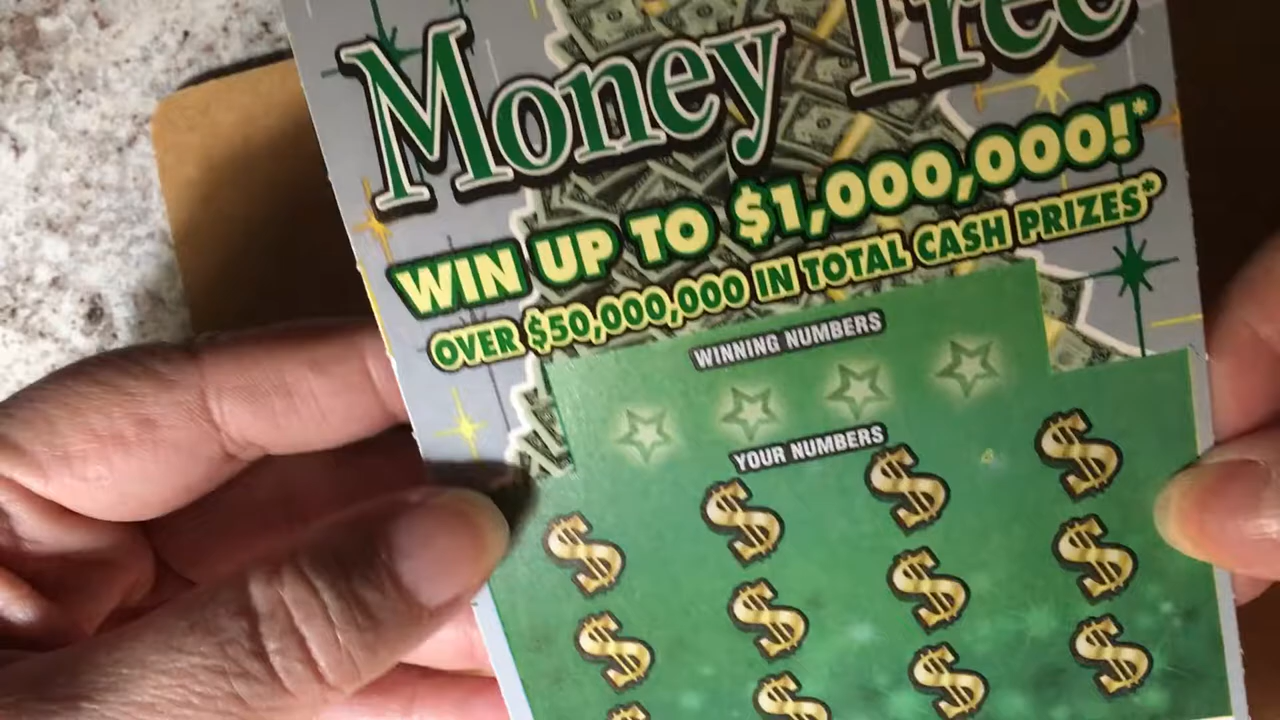 Money Tree
WIN UP TO $1,000,000!*
OVER $50,000,000 IN TOTAL CASH PRIZES*
WINNING NUMBERS
YOUR NUMBERS